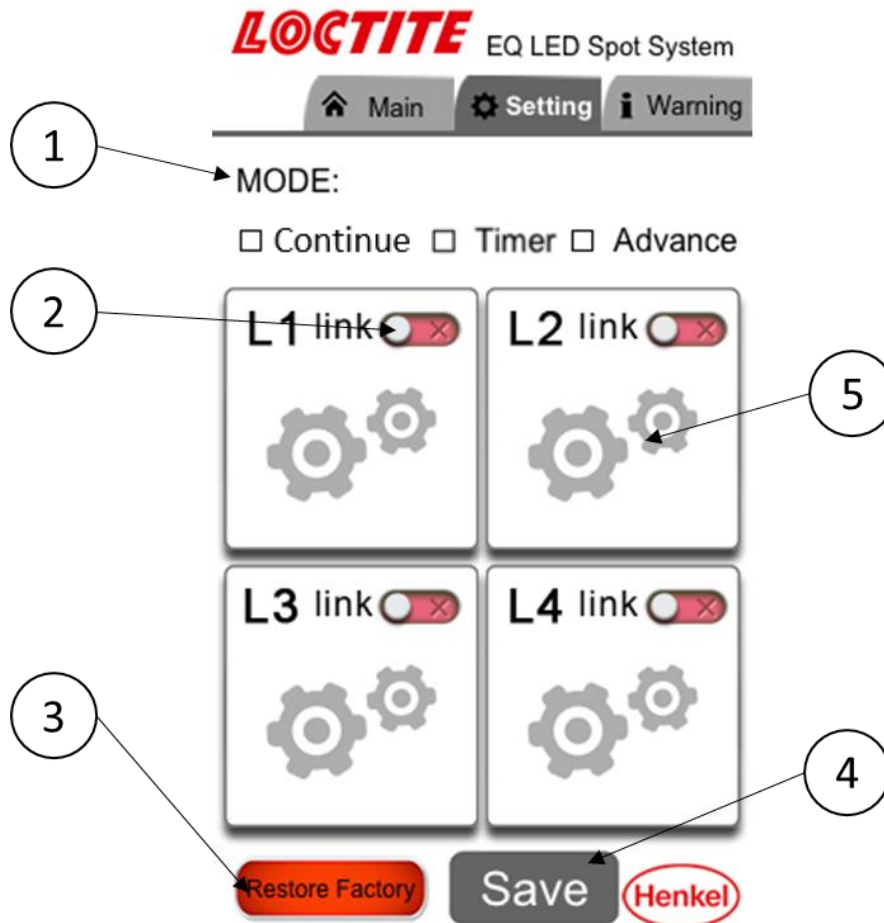 LOCTITE EQ LED Spot System
Main Setting i Warning
1
MODE:
Continue Timer Advance
2
L1 link L2 link
5
L3 link L4 link
3
4
Restore Factory Save Henkel